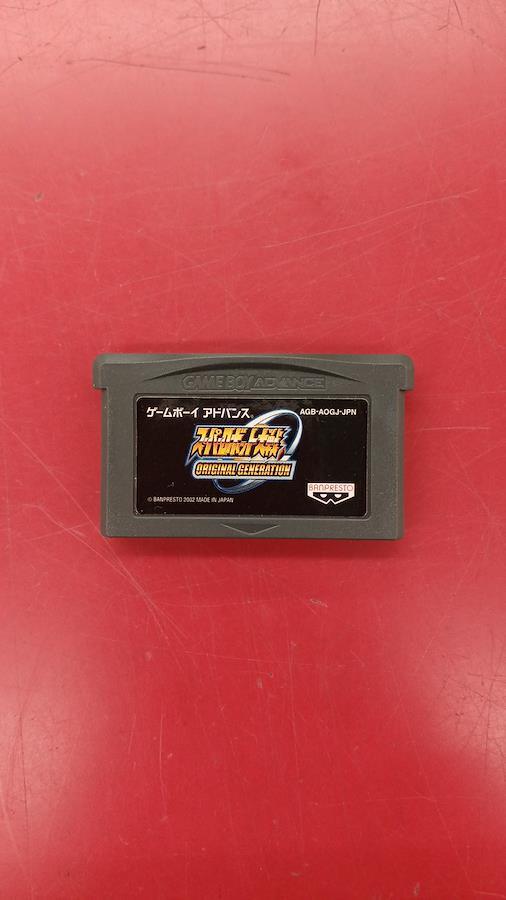 GAME BOY ADVANCE
ゲームボーイ アドバンス® AGB-AOGJ-JPN
スーパーロボット大戦
ORIGINAL GENERATION
BANPRESTO
© BANPRESTO 2002 MADE IN JAPAN